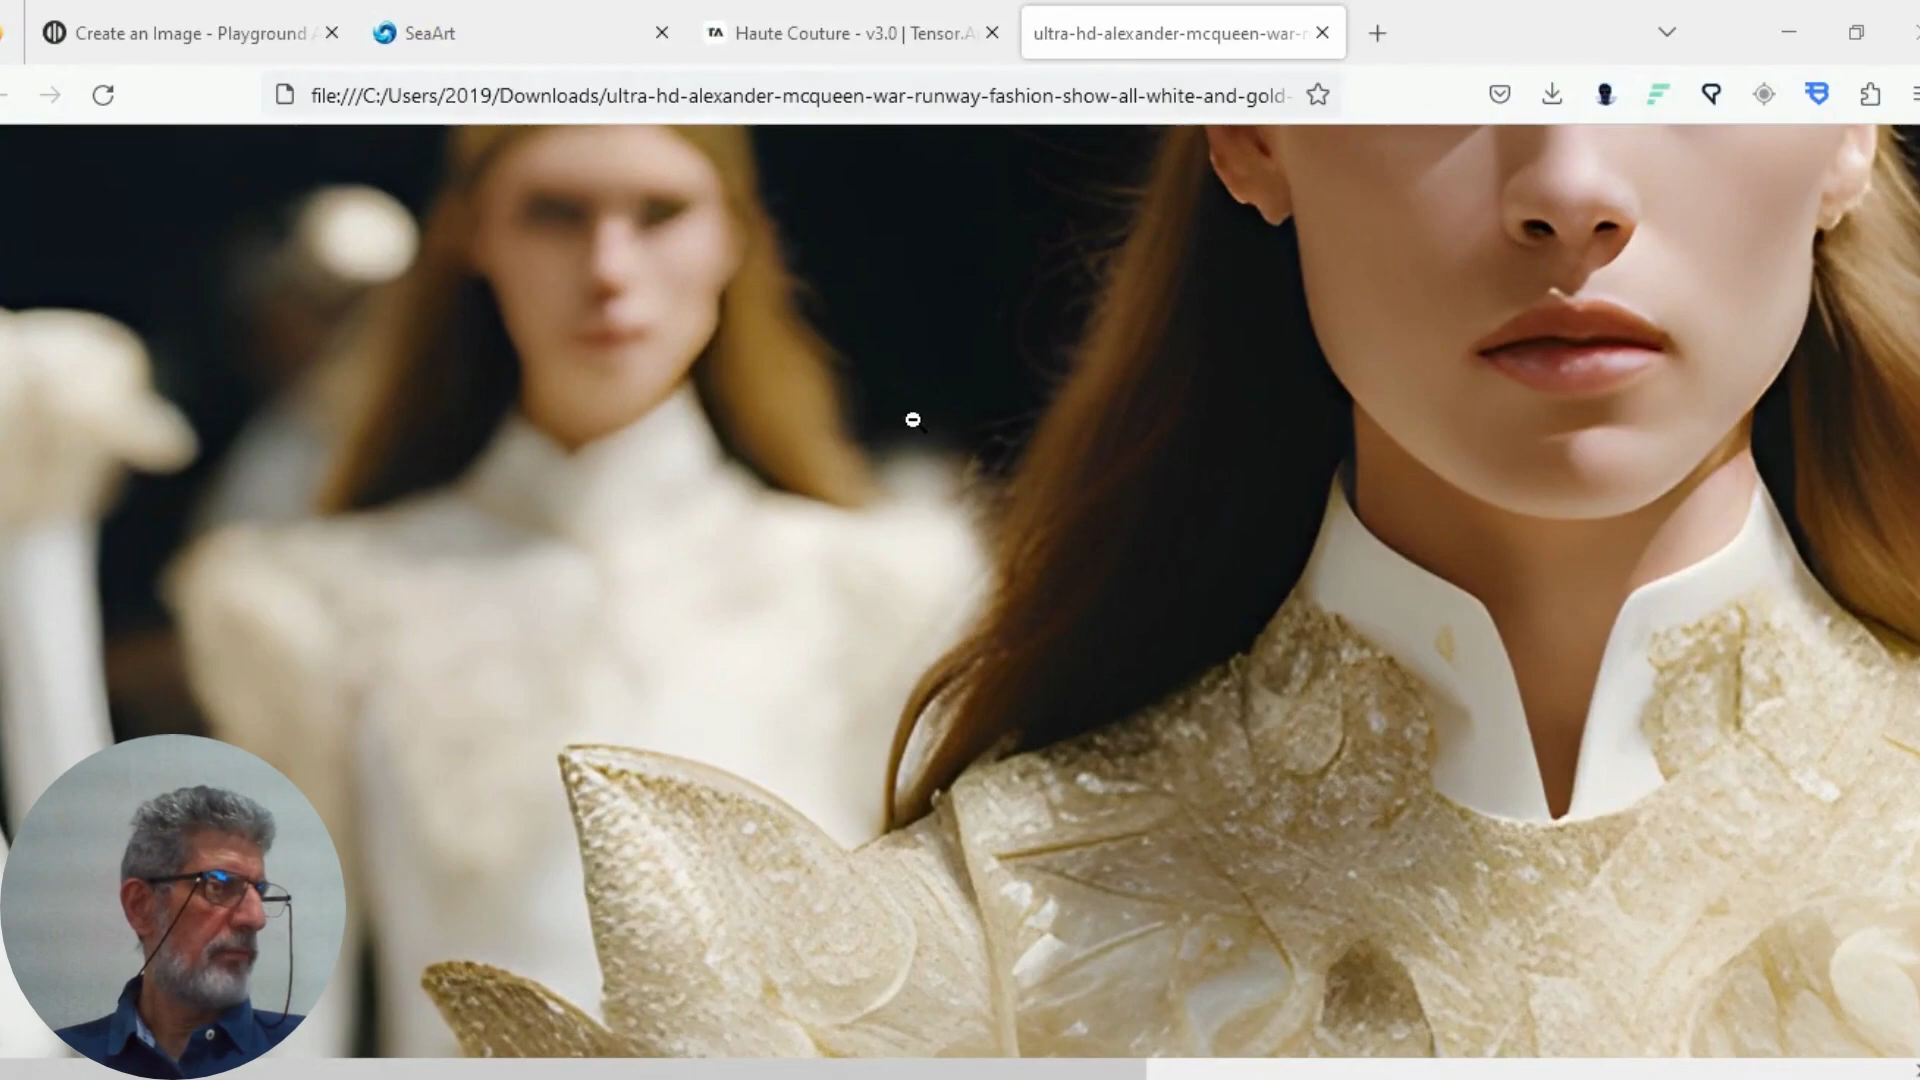 Create an Image - Playground
SeaArt
TA Haute Couture - v3.0 | Tensor.A
ultra-hd-alexander-mcqueen-war-r
file:///C:/Users/2019/Downloads/ultra-hd-alexander-mcqueen-war-runway-fashion-show-all-white-and-gold-